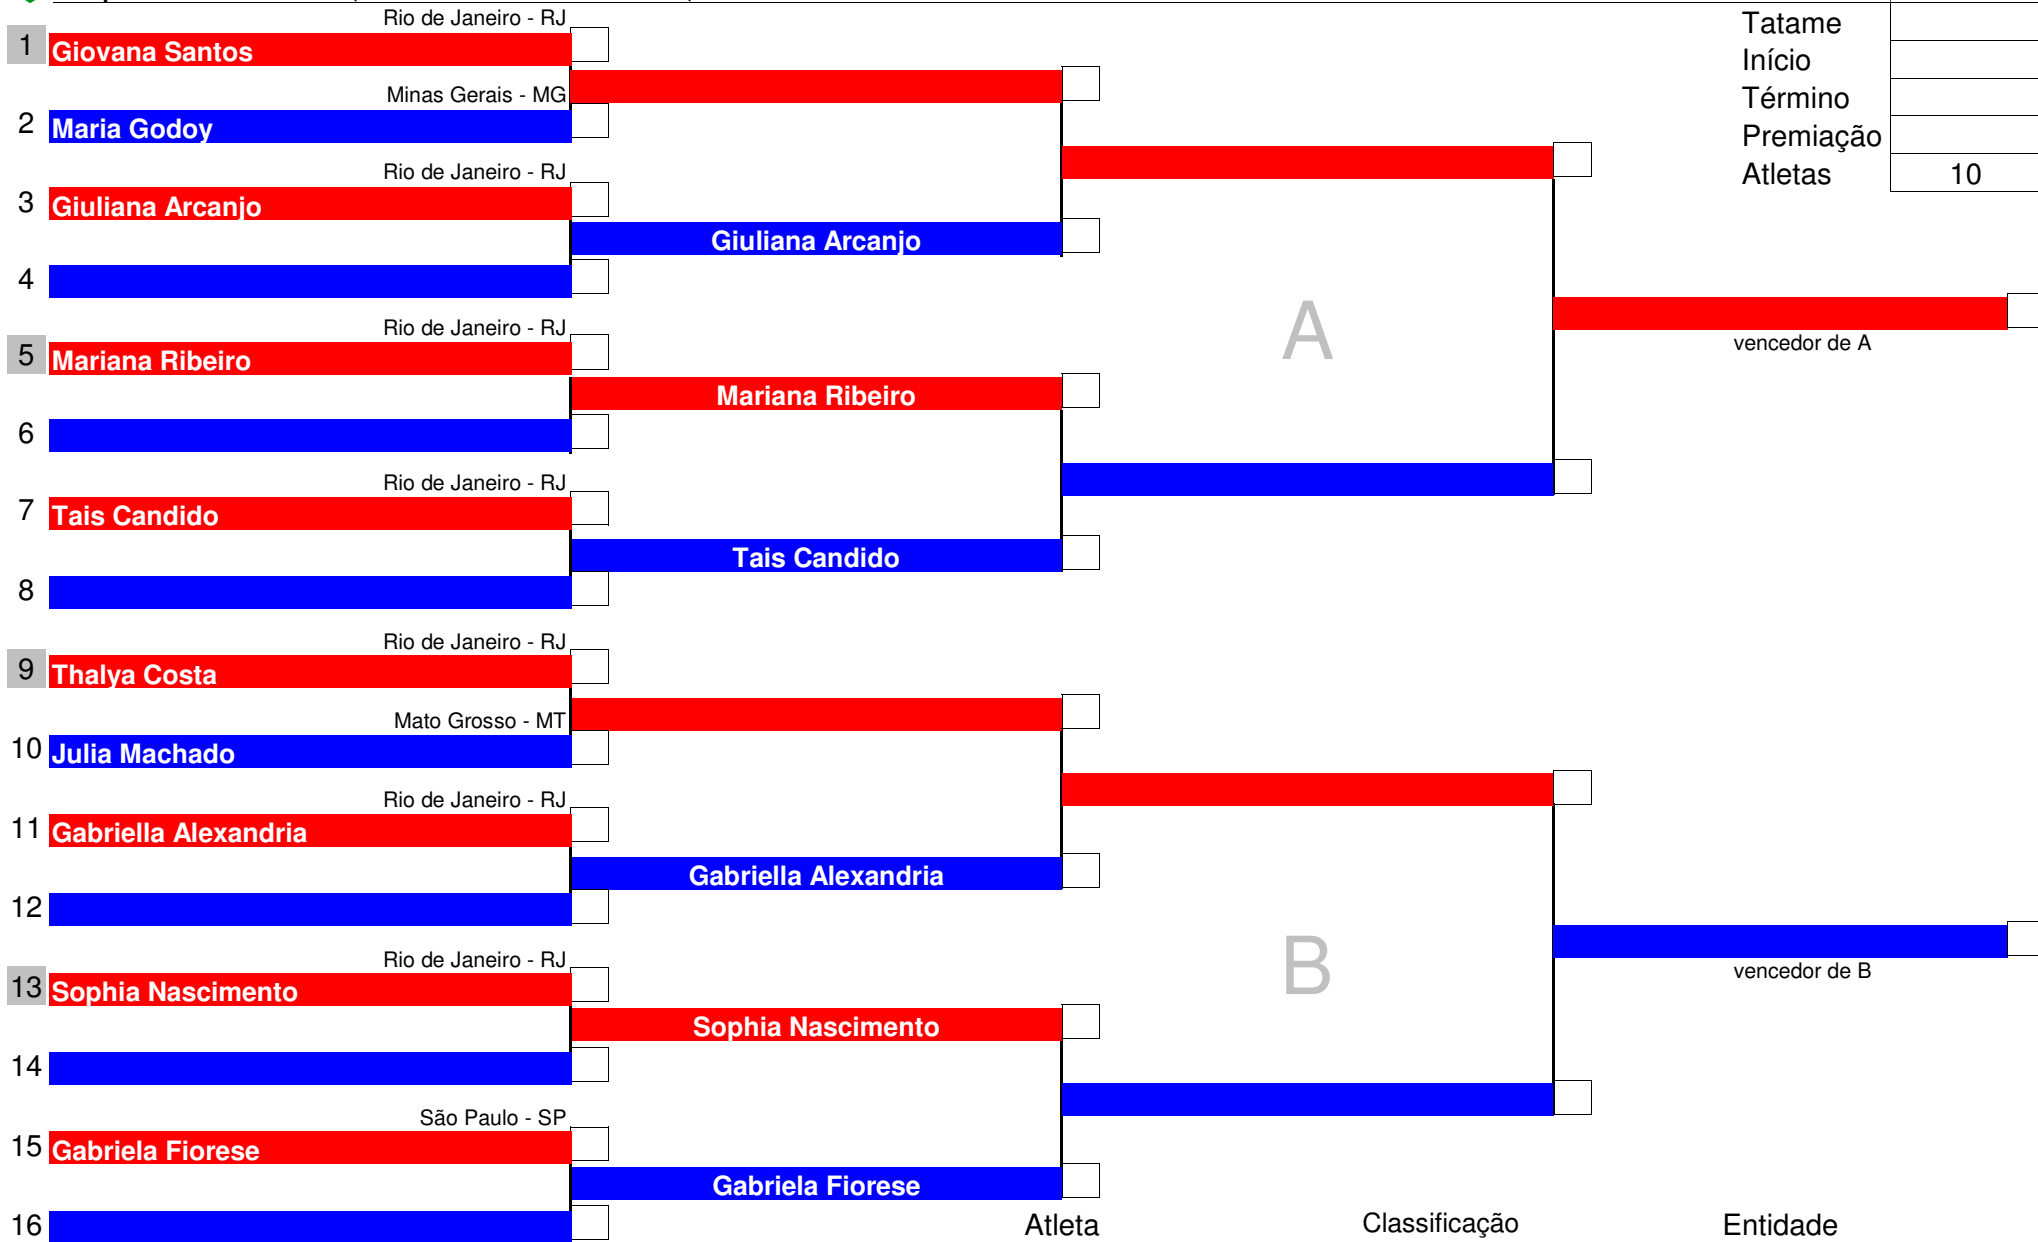 Rio de Janeiro - RJ
1 Giovana Santos
Minas Gerais - MG
2 Maria Godoy
Rio de Janeiro - RJ
3 Giuliana Arcanjo
Giuliana Arcanjo
4
Rio de Janeiro - RJ
5 Mariana Ribeiro
Mariana Ribeiro
6
Rio de Janeiro - RJ
7 Tais Candido
Tais Candido
8
Rio de Janeiro - RJ
9 Thalya Costa
Mato Grosso - MT
10 Julia Machado
Rio de Janeiro - RJ
11 Gabriella Alexandria
Gabriella Alexandria
12
Rio de Janeiro - RJ
13 Sophia Nascimento
Sophia Nascimento
14
São Paulo - SP
15 Gabriela Fiorese
Gabriela Fiorese
16
A
B
vencedor de A
vencedor de B
Tatame
Início
Término
Premiação
Atletas 10
Atleta Classificação Entidade